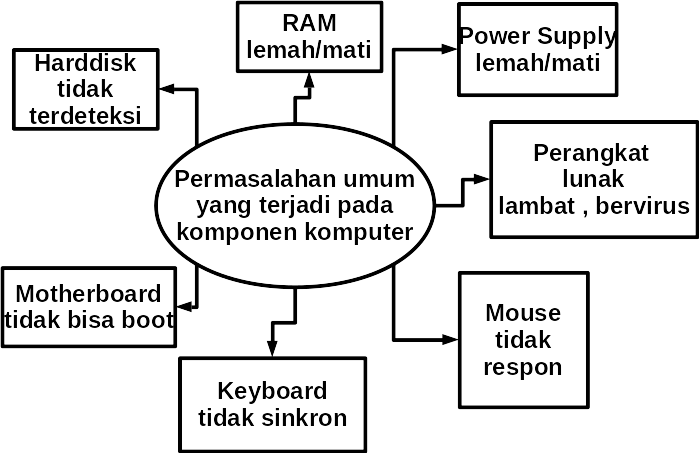 RAM
lemah/mati
Power Supply
lemah/mati
Harddisk
tidak
terdeteksi
Perangkat
lunak
lambat , bervirus
Permasalahan umum
yang terjadi pada
komponen komputer
Motherboard
tidak bisa boot
Mouse
tidak
respon
Keyboard
tidak sinkron